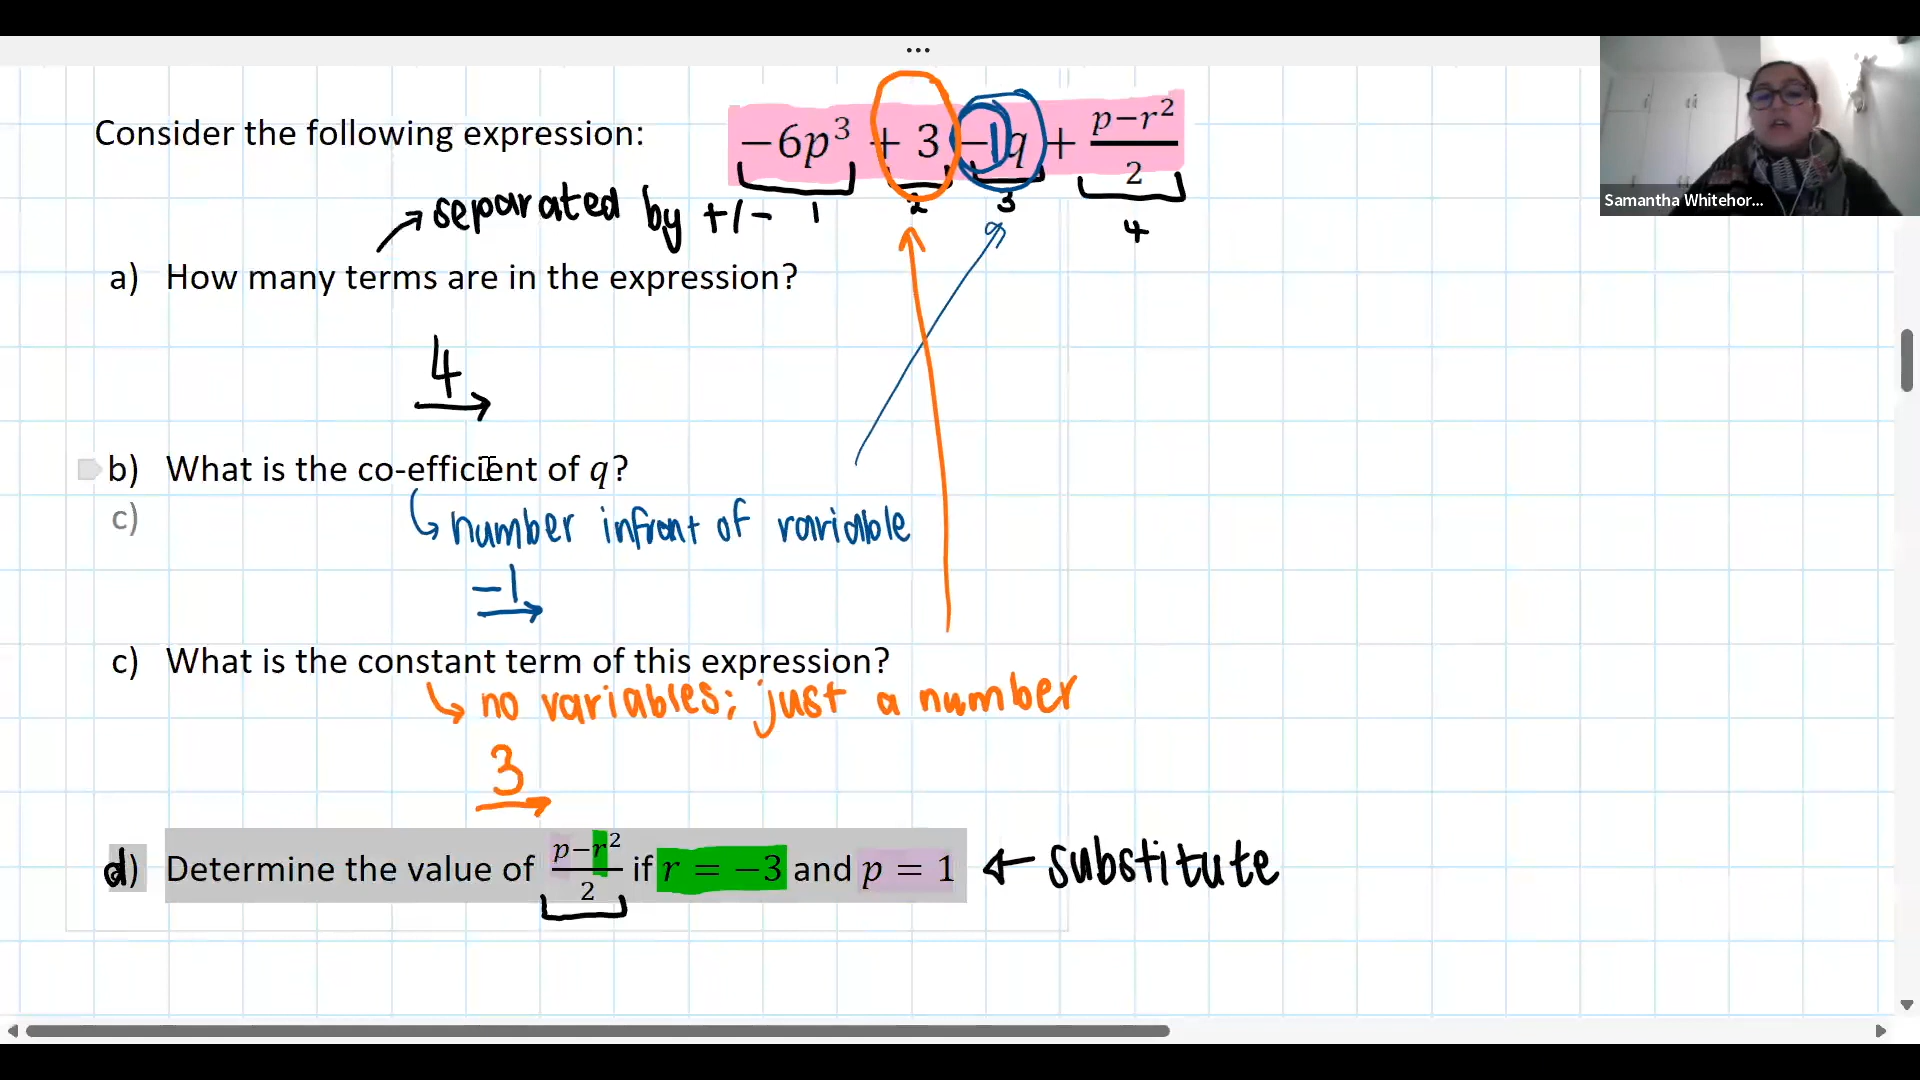 ...
Samantha Whitehor...
Consider the following expression: −6p³ + 3 −1q + (p−r²)/2
1 2 3 4
separated by +/-
a) How many terms are in the expression?
4
b) What is the co-efficient of q?
c)
number infront of variable
−1
c) What is the constant term of this expression?
no variables; just a number
3
d) Determine the value of (p−r²)/2 if r = −3 and p = 1 ← substitute